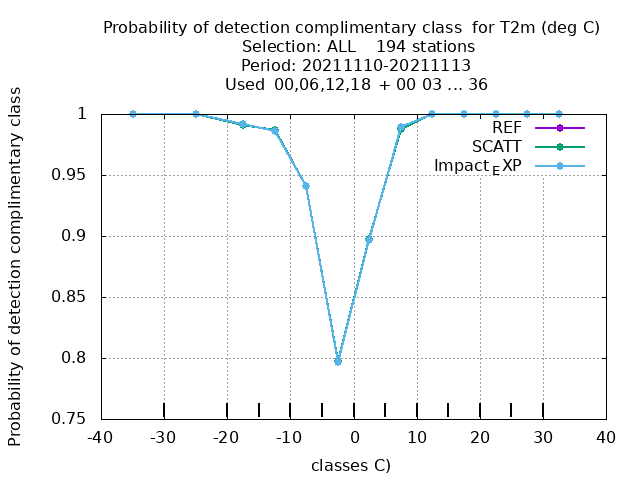 Probability of detection complimentary class  for T2m (deg C)
Selection: ALL    194 stations
Period: 20211110-20211113
Used  00,06,12,18  + 00 03 ... 36
Probability of detection complimentary class
1
0.95
0.9
0.85
0.8
0.75
REF
SCATT
Impact_EXP
-40 -30 -20 -10 0 10 20 30 40
classes C)